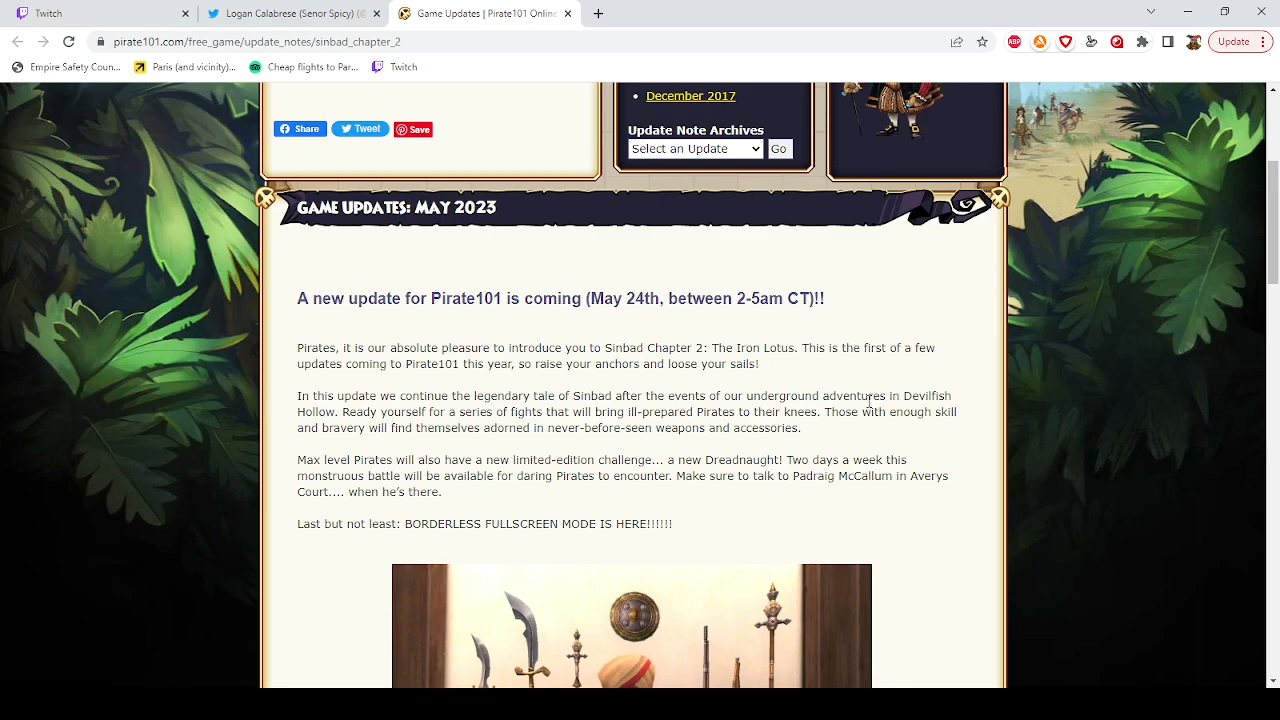 Twitch
Logan Calabrese (Senor Spicy) (
Game Updates | Pirate101 Online
pirate101.com/free_game/update_notes/sinbad_chapter_2
ABP
Update
Empire Safety Coun...
Paris (and vicinity)...
Cheap flights to Par...
Twitch
December 2017
Share
Tweet
Save
Update Note Archives
Select an Update
Go
GAME UPDATES: MAY 2023
A new update for Pirate101 is coming (May 24th, between 2-5am CT)!!
Pirates, it is our absolute pleasure to introduce you to Sinbad Chapter 2: The Iron Lotus. This is the first of a few
updates coming to Pirate101 this year, so raise your anchors and loose your sails!
In this update we continue the legendary tale of Sinbad after the events of our underground adventures in Devilfish
Hollow. Ready yourself for a series of fights that will bring ill-prepared Pirates to their knees. Those with enough skill
and bravery will find themselves adorned in never-before-seen weapons and accessories.
Max level Pirates will also have a new limited-edition challenge... a new Dreadnaught! Two days a week this
monstrous battle will be available for daring Pirates to encounter. Make sure to talk to Padraig McCallum in Averys
Court.... when he's there.
Last but not least: BORDERLESS FULLSCREEN MODE IS HERE!!!!!!